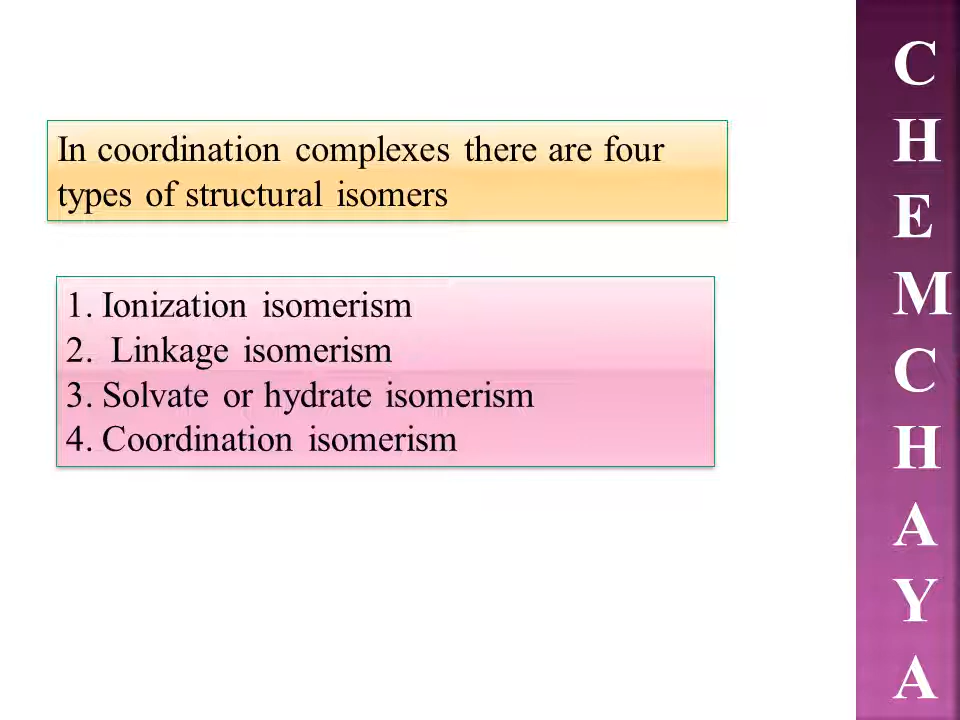 In coordination complexes there are four
types of structural isomers
1. Ionization isomerism
2.  Linkage isomerism
3. Solvate or hydrate isomerism
4. Coordination isomerism
C
H
E
M
C
H
A
Y
A